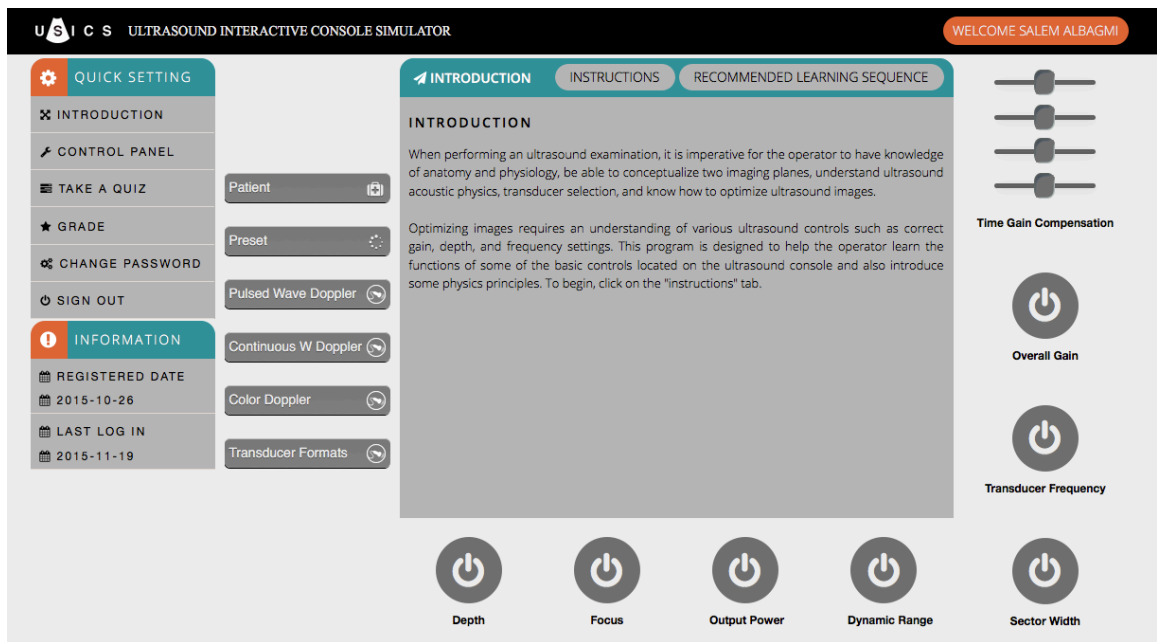 USICS ULTRASOUND INTERACTIVE CONSOLE SIMULATOR
WELCOME SALEM ALBAGMI
QUICK SETTING
INTRODUCTION
CONTROL PANEL
TAKE A QUIZ
GRADE
CHANGE PASSWORD
SIGN OUT
INFORMATION
REGISTERED DATE
2015-10-26
LAST LOG IN
2015-11-19
Patient
Preset
Pulsed Wave Doppler
Continuous W Doppler
Color Doppler
Transducer Formats
INTRODUCTION INSTRUCTIONS RECOMMENDED LEARNING SEQUENCE
INTRODUCTION
When performing an ultrasound examination, it is imperative for the operator to have knowledge
of anatomy and physiology, be able to conceptualize two imaging planes, understand ultrasound
acoustic physics, transducer selection, and know how to optimize ultrasound images.
Optimizing images requires an understanding of various ultrasound controls such as correct
gain, depth, and frequency settings. This program is designed to help the operator learn the
functions of some of the basic controls located on the ultrasound console and also introduce
some physics principles. To begin, click on the "instructions" tab.
Time Gain Compensation
Overall Gain
Transducer Frequency
Depth Focus Output Power Dynamic Range Sector Width